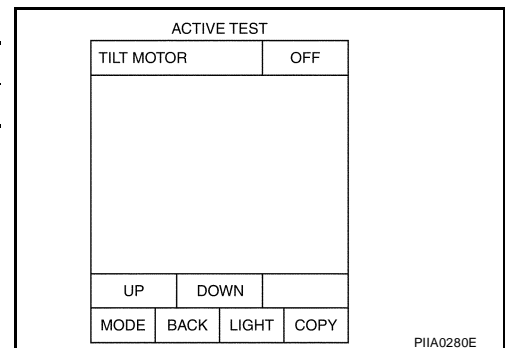 ACTIVE TEST
TILT MOTOR OFF
UP DOWN
MODE BACK LIGHT COPY
PIIA0280E